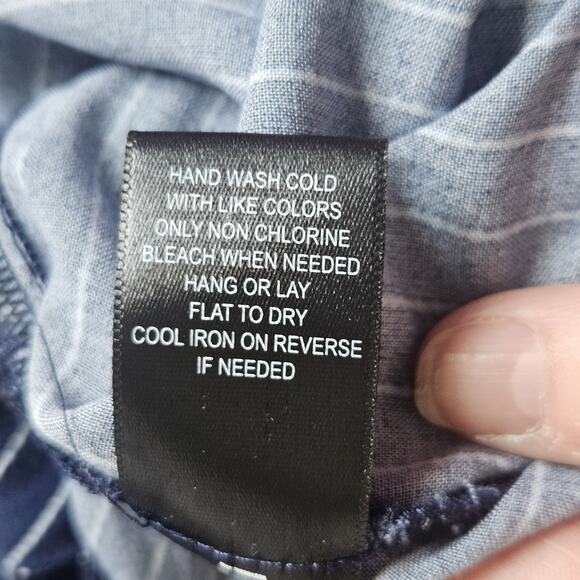 HAND WASH COLD
WITH LIKE COLORS
ONLY NON CHLORINE
BLEACH WHEN NEEDED
HANG OR LAY
FLAT TO DRY
COOL IRON ON REVERSE
IF NEEDED